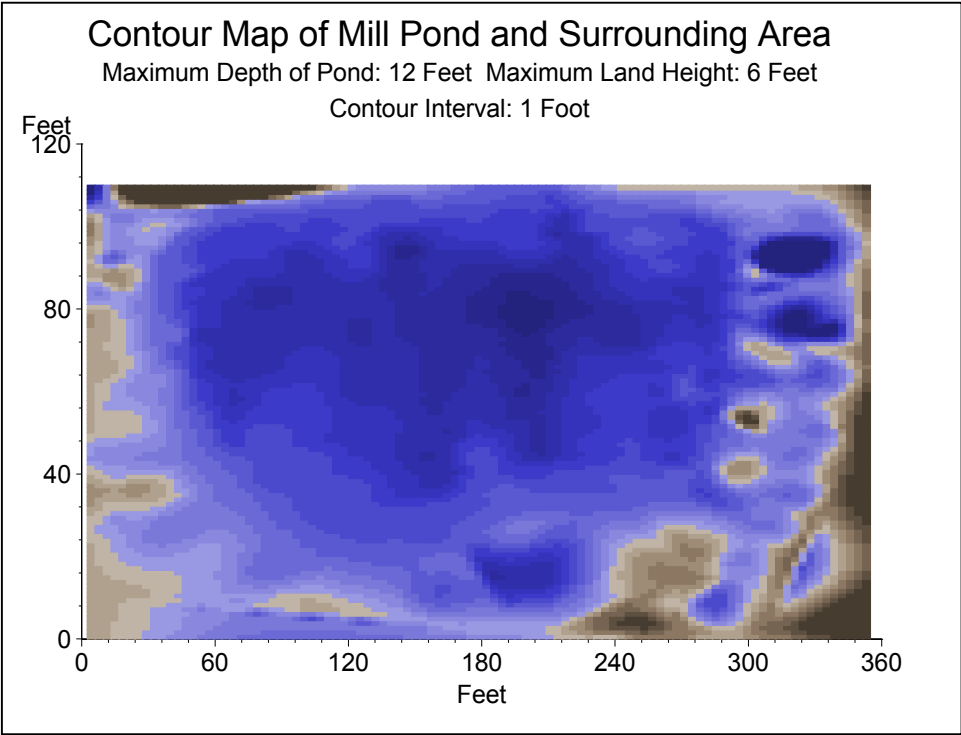 Contour Map of Mill Pond and Surrounding Area
Maximum Depth of Pond: 12 Feet  Maximum Land Height: 6 Feet
Contour Interval: 1 Foot
Feet
120
80
40
0
0 60 120 180 240 300 360
Feet